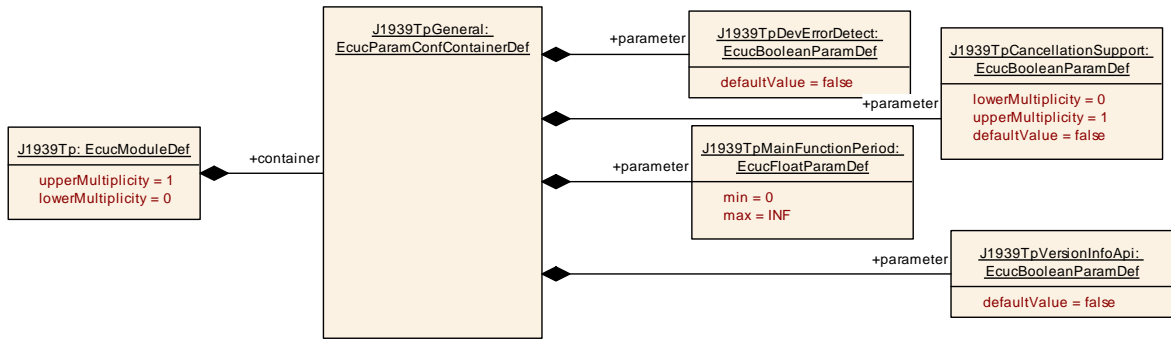 J1939TpGeneral:
EcucParamConfContainerDef
+parameter
J1939TpDevErrorDetect:
EcucBooleanParamDef
defaultValue = false
J1939TpCancellationSupport:
EcucBooleanParamDef
+parameter
lowerMultiplicity = 0
upperMultiplicity = 1
defaultValue = false
J1939Tp: EcucModuleDef
upperMultiplicity = 1
lowerMultiplicity = 0
+container
+parameter
J1939TpMainFunctionPeriod:
EcucFloatParamDef
min = 0
max = INF
+parameter
J1939TpVersionInfoApi:
EcucBooleanParamDef
defaultValue = false